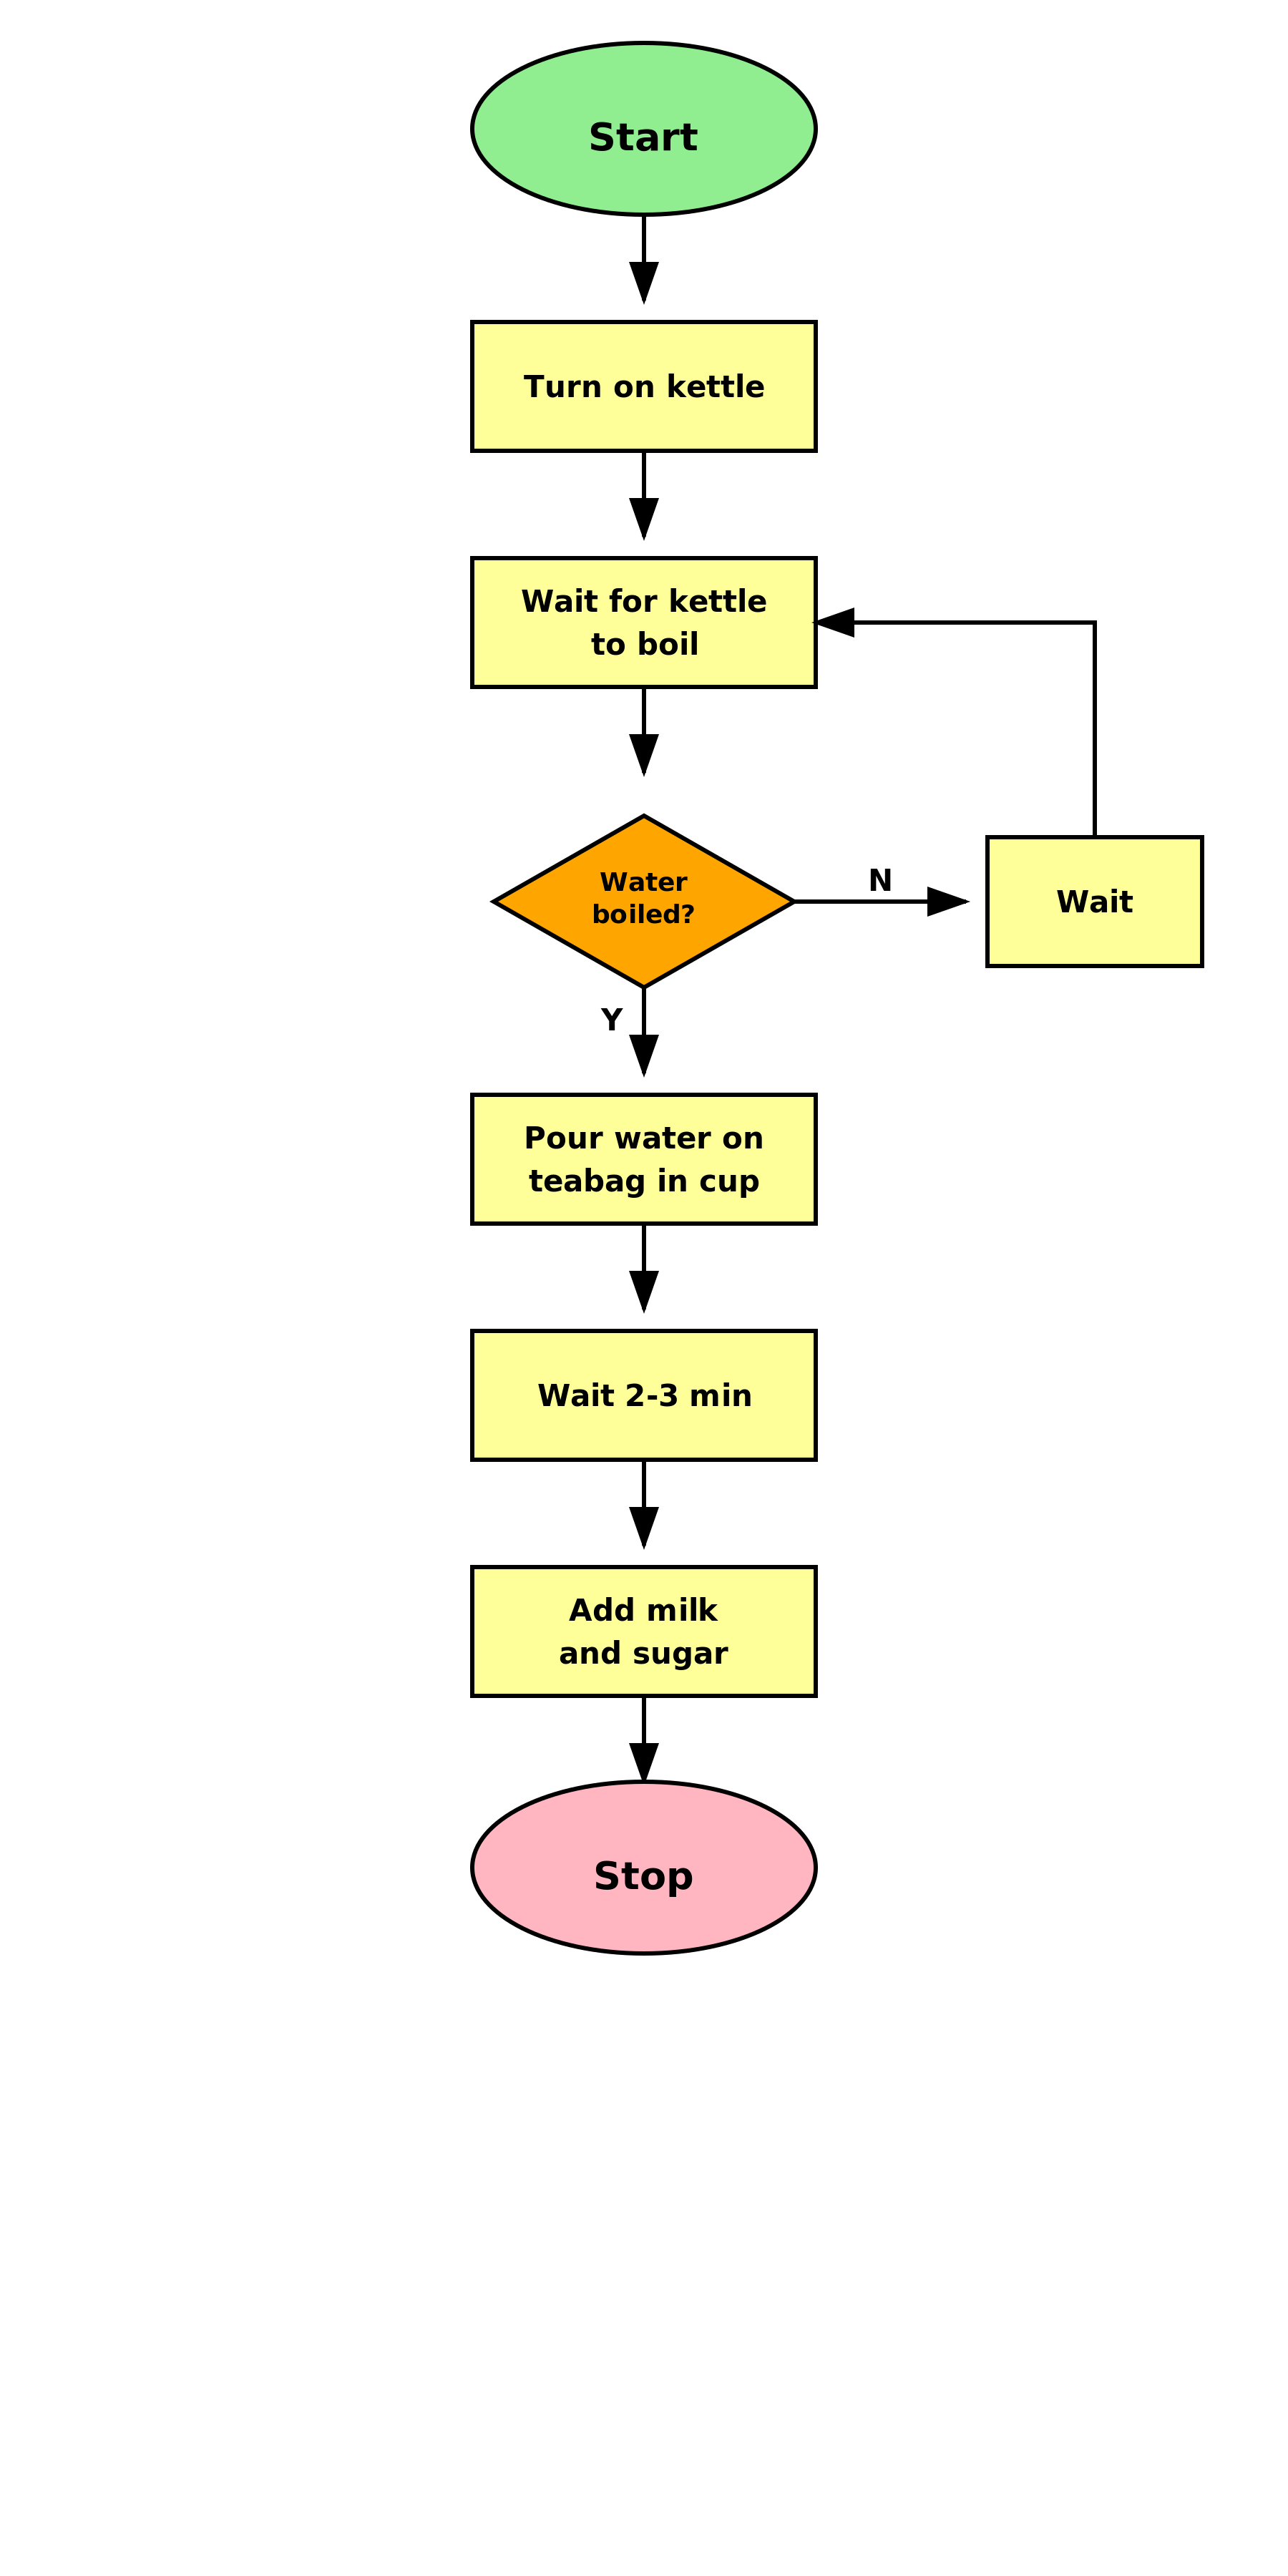 Start
Turn on kettle
Wait for kettle
to boil
Water
boiled?
N
Wait
Y
Pour water on
teabag in cup
Wait 2-3 min
Add milk
and sugar
Stop